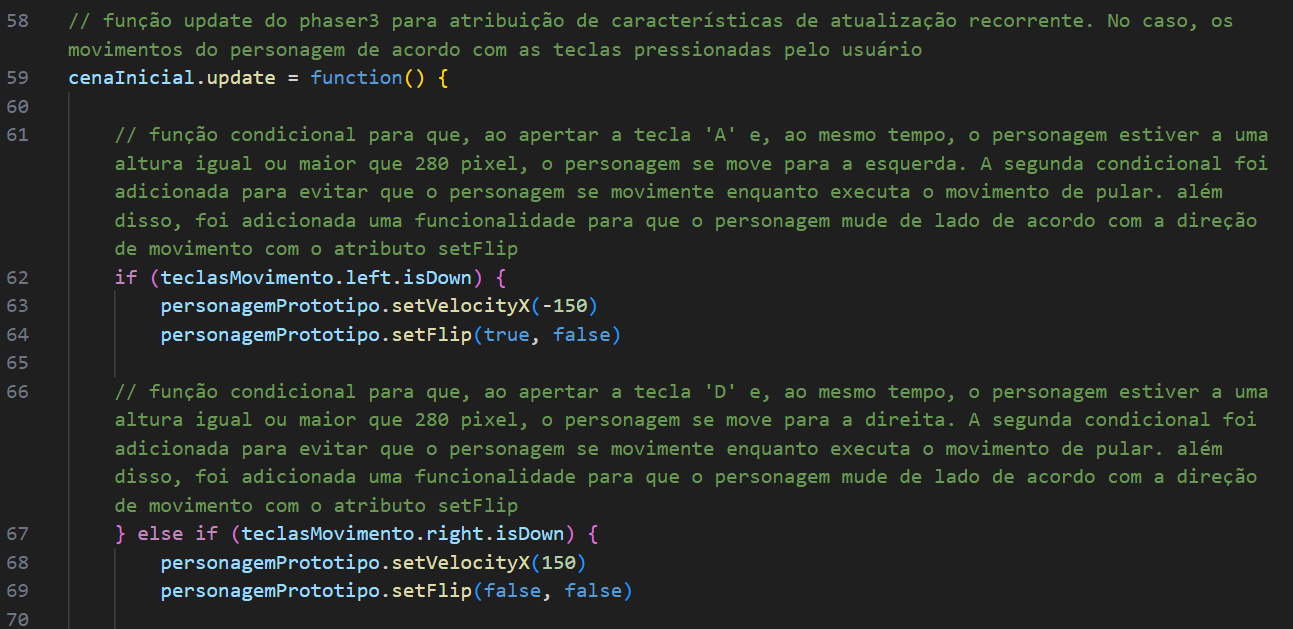 58 // função update do phaser3 para atribuição de características de atualização recorrente. No caso, os
movimentos do personagem de acordo com as teclas pressionadas pelo usuário
59 cenaInicial.update = function() {
60
61 // função condicional para que, ao apertar a tecla 'A' e, ao mesmo tempo, o personagem estiver a uma
altura igual ou maior que 280 pixel, o personagem se move para a esquerda. A segunda condicional foi
adicionada para evitar que o personagem se movimente enquanto executa o movimento de pular. além
disso, foi adicionada uma funcionalidade para que o personagem mude de lado de acordo com a direção
de movimento com o atributo setFlip
62 if (teclasMovimento.left.isDown) {
63 personagemPrototipo.setVelocityX(-150)
64 personagemPrototipo.setFlip(true, false)
65
66 // função condicional para que, ao apertar a tecla 'D' e, ao mesmo tempo, o personagem estiver a uma
altura igual ou maior que 280 pixel, o personagem se move para a direita. A segunda condicional foi
adicionada para evitar que o personagem se movimente enquanto executa o movimento de pular. além
disso, foi adicionada uma funcionalidade para que o personagem mude de lado de acordo com a direção
de movimento com o atributo setFlip
67 } else if (teclasMovimento.right.isDown) {
68 personagemPrototipo.setVelocityX(150)
69 personagemPrototipo.setFlip(false, false)
70